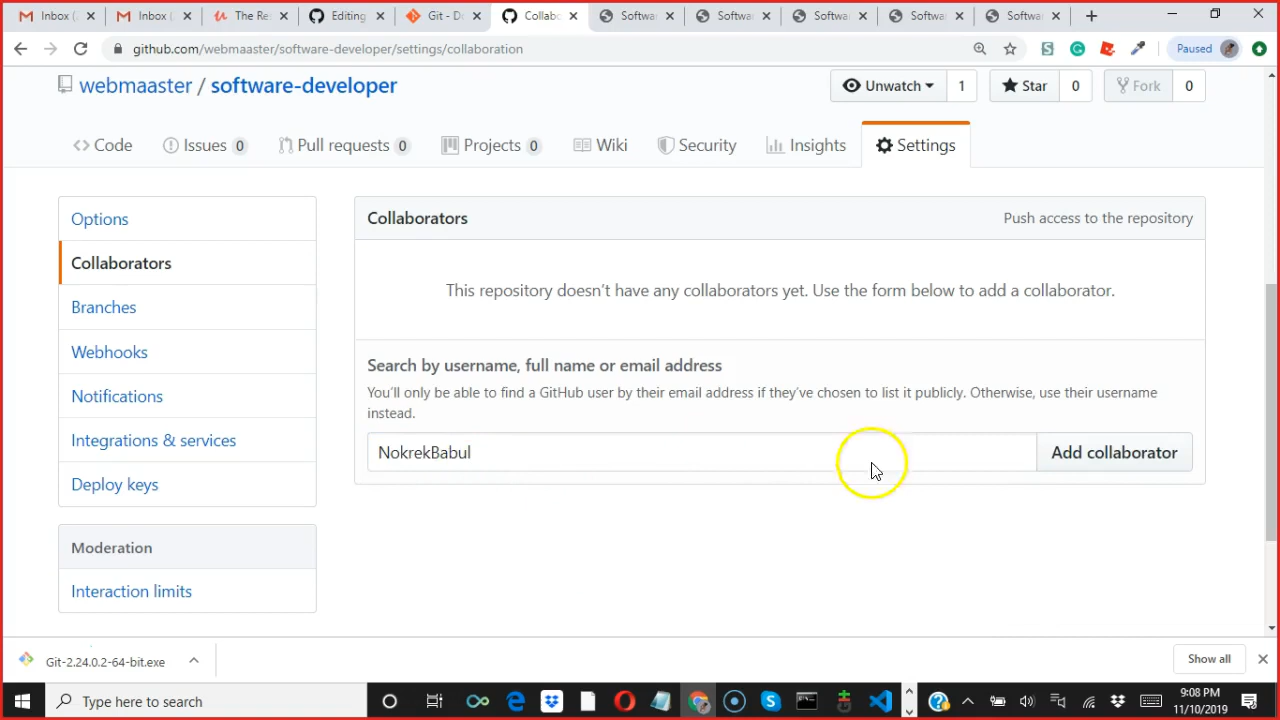 Inbox (
Inbox (
The Re
Editing
Git - D
Collab
Softwa
Softwa
Softwa
Softwa
Softwa
github.com/webmaaster/software-developer/settings/collaboration
Paused
webmaaster / software-developer
Unwatch 1
Star 0
Fork 0
Code
Issues 0
Pull requests 0
Projects 0
Wiki
Security
Insights
Settings
Options
Collaborators
Branches
Webhooks
Notifications
Integrations & services
Deploy keys
Moderation
Interaction limits
Collaborators
Push access to the repository
This repository doesn't have any collaborators yet. Use the form below to add a collaborator.
Search by username, full name or email address
You'll only be able to find a GitHub user by their email address if they've chosen to list it publicly. Otherwise, use their username
instead.
NokrekBabul
Add collaborator
Git-2.24.0.2-64-bit.exe
Show all
Type here to search
9:08 PM
11/10/2019